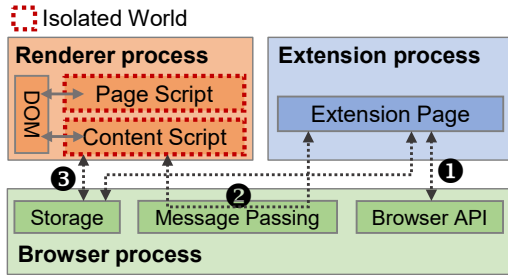 Isolated World
Renderer process
Extension process
DOM
Page Script
Content Script
Extension Page
❸
❷
❶
Storage
Message Passing
Browser API
Browser process